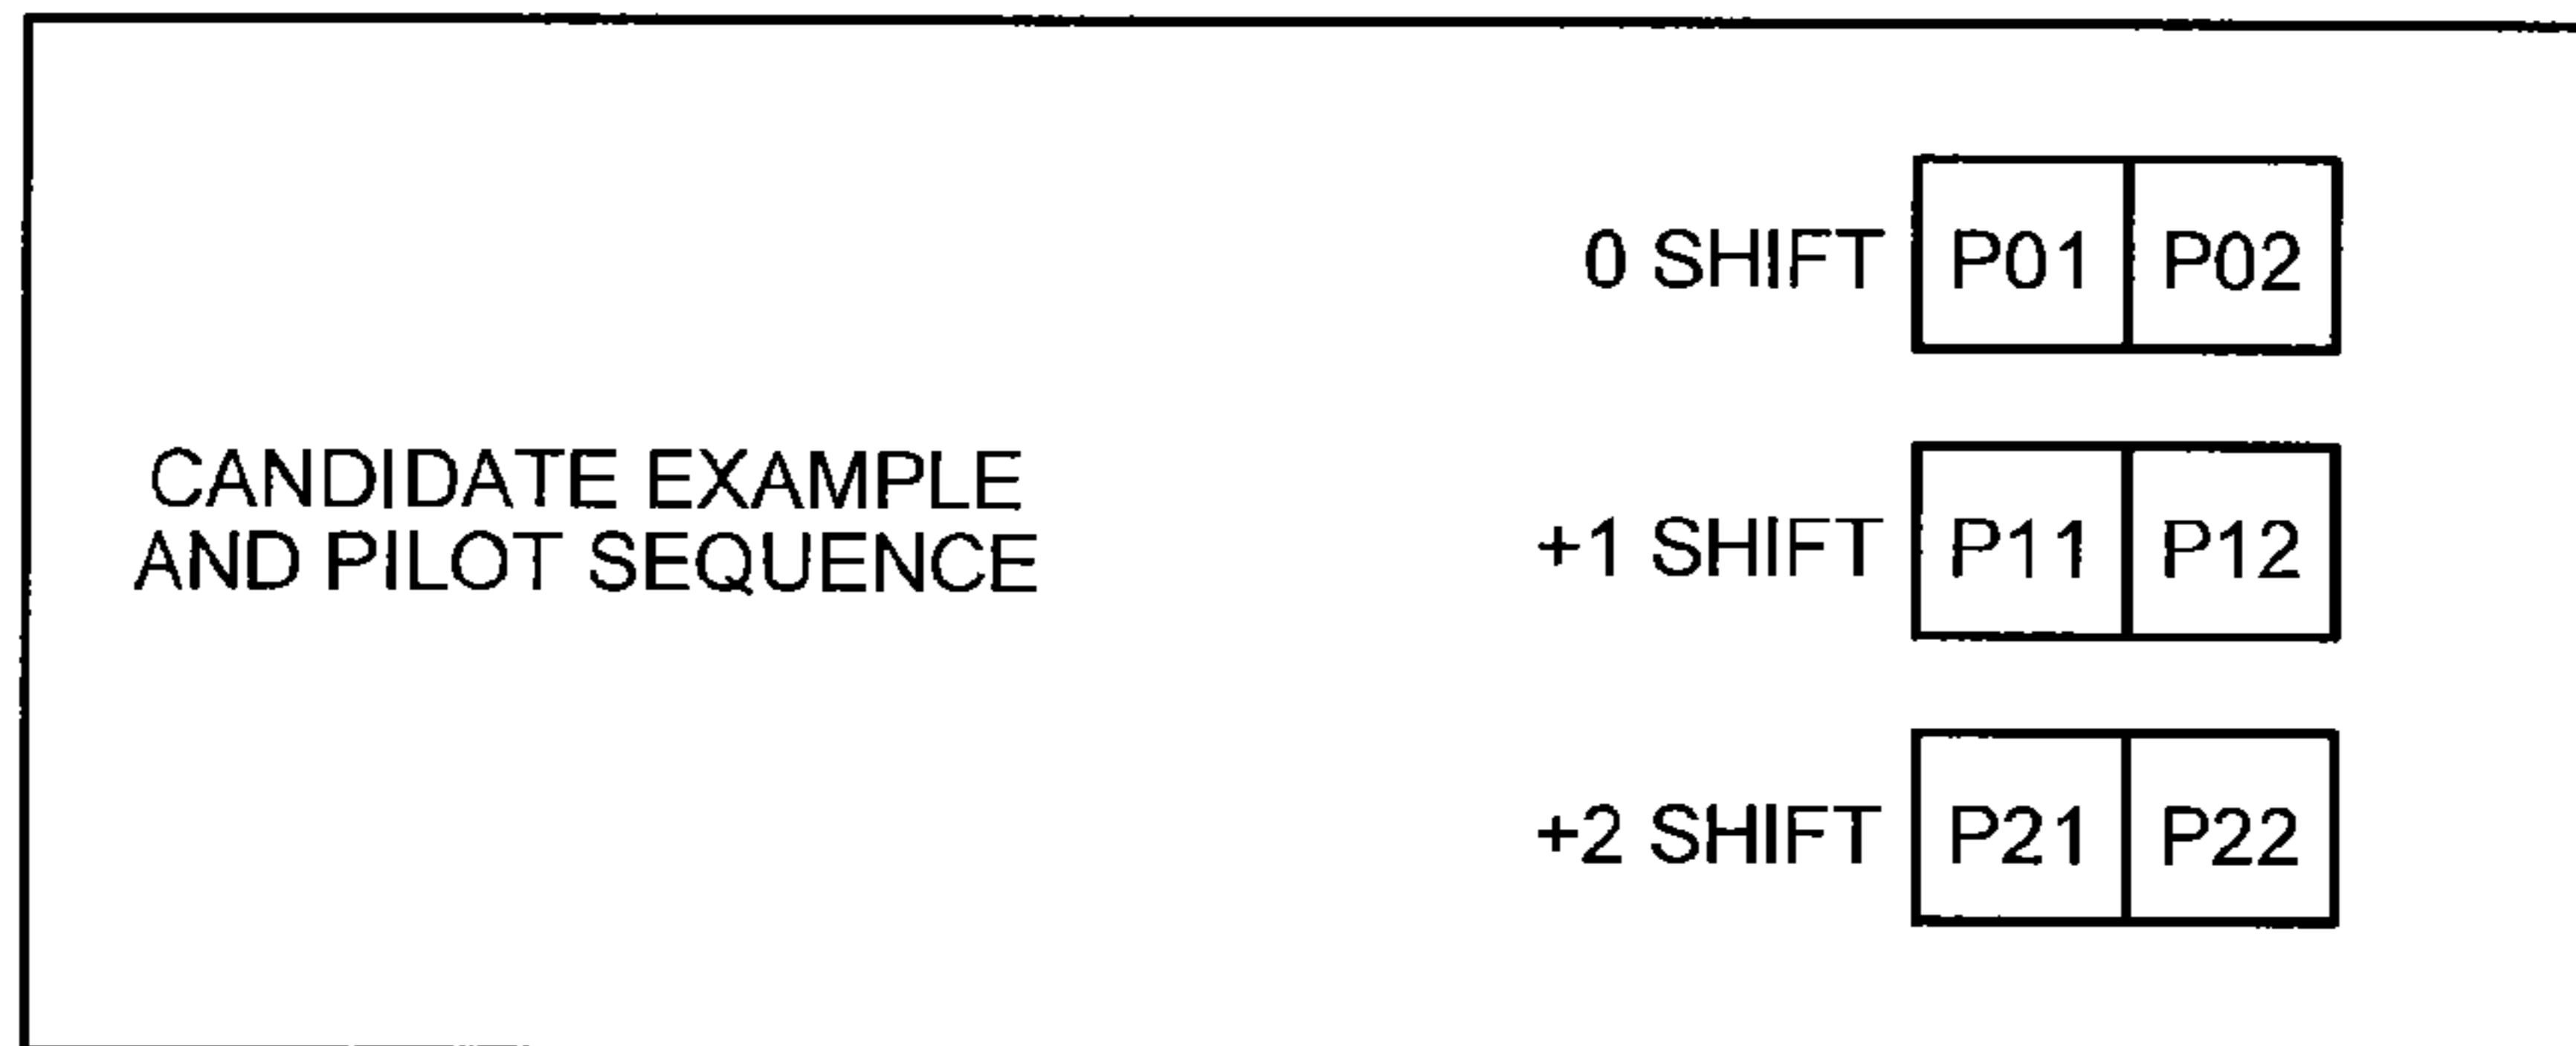 0 SHIFT P01 P02
CANDIDATE EXAMPLE
AND PILOT SEQUENCE
+1 SHIFT P11 P12
+2 SHIFT P21 P22